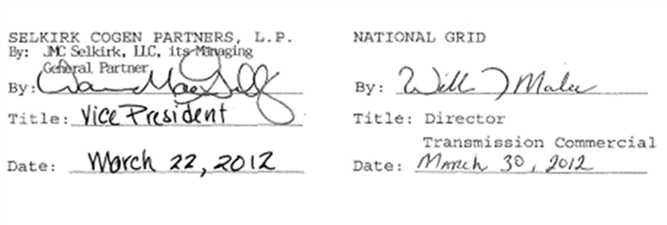 SELKIRK COGEN PARTNERS, L.P.
By: JMC Selkirk, LLC, its Managing
General Partner
By:
Title: Vice President
Date: March 22, 2012
NATIONAL GRID
By: Will
Title: Director
Transmission Commercial
Date: March 30, 2012